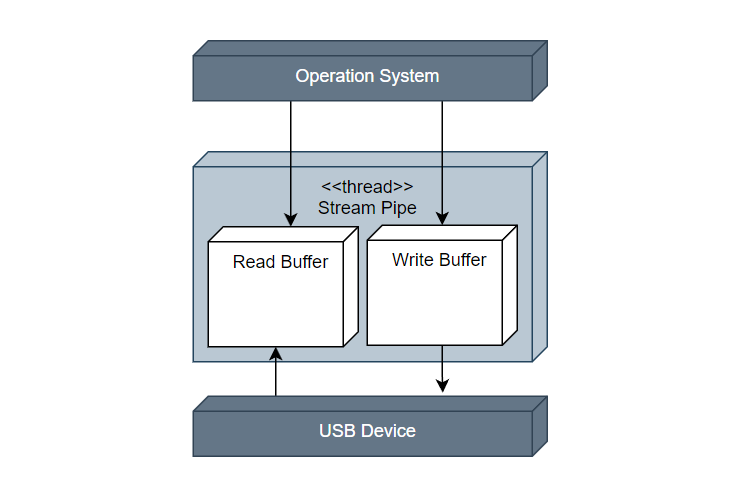 Operation System
<<thread>>
Stream Pipe
Read Buffer
Write Buffer
USB Device